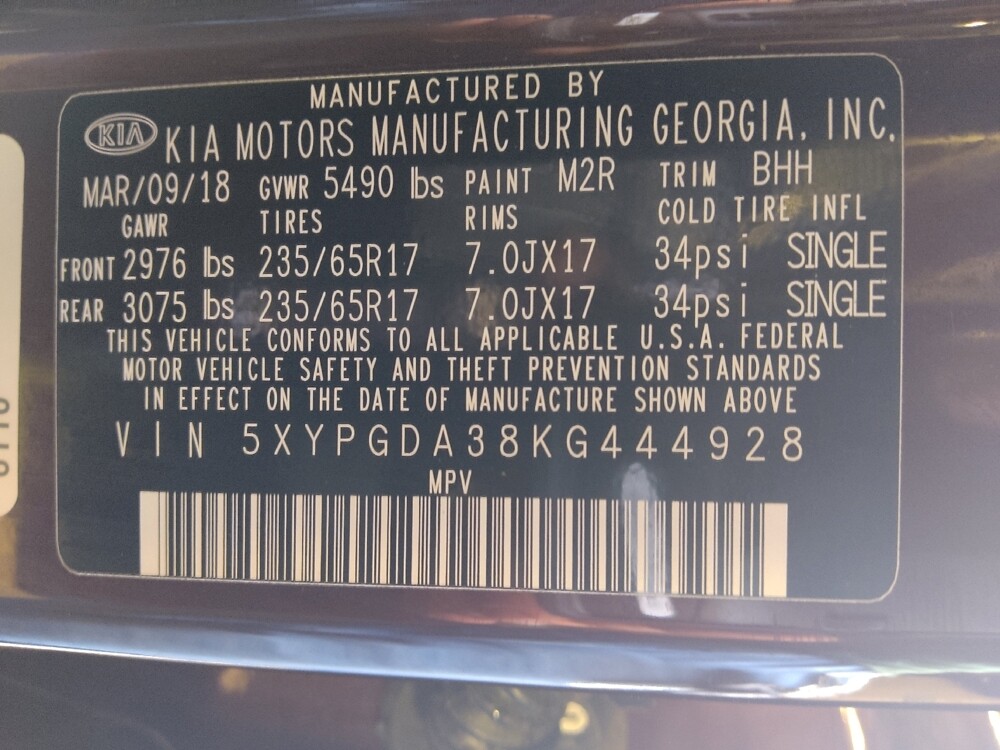 MANUFACTURED BY
KIA KIA MOTORS MANUFACTURING GEORGIA, INC.
MAR/09/18 GVWR 5490 lbs PAINT M2R TRIM BHH
GAWR TIRES RIMS COLD TIRE INFL
FRONT 2976 lbs 235/65R17 7.0JX17 34psi SINGLE
REAR 3075 lbs 235/65R17 7.0JX17 34psi SINGLE
THIS VEHICLE CONFORMS TO ALL APPLICABLE U.S.A. FEDERAL
MOTOR VEHICLE SAFETY AND THEFT PREVENTION STANDARDS
IN EFFECT ON THE DATE OF MANUFACTURE SHOWN ABOVE
VIN 5XYPGDA38KG444928
MPV